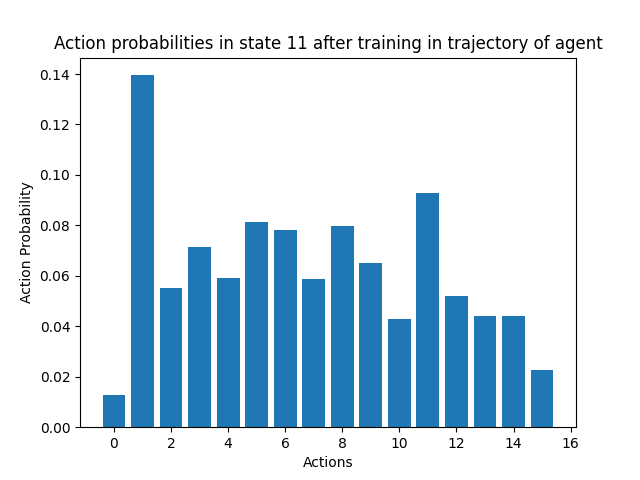 Action probabilities in state 11 after training in trajectory of agent
Action Probability
0.14
0.12
0.10
0.08
0.06
0.04
0.02
0.00
0 2 4 6 8 10 12 14 16
Actions